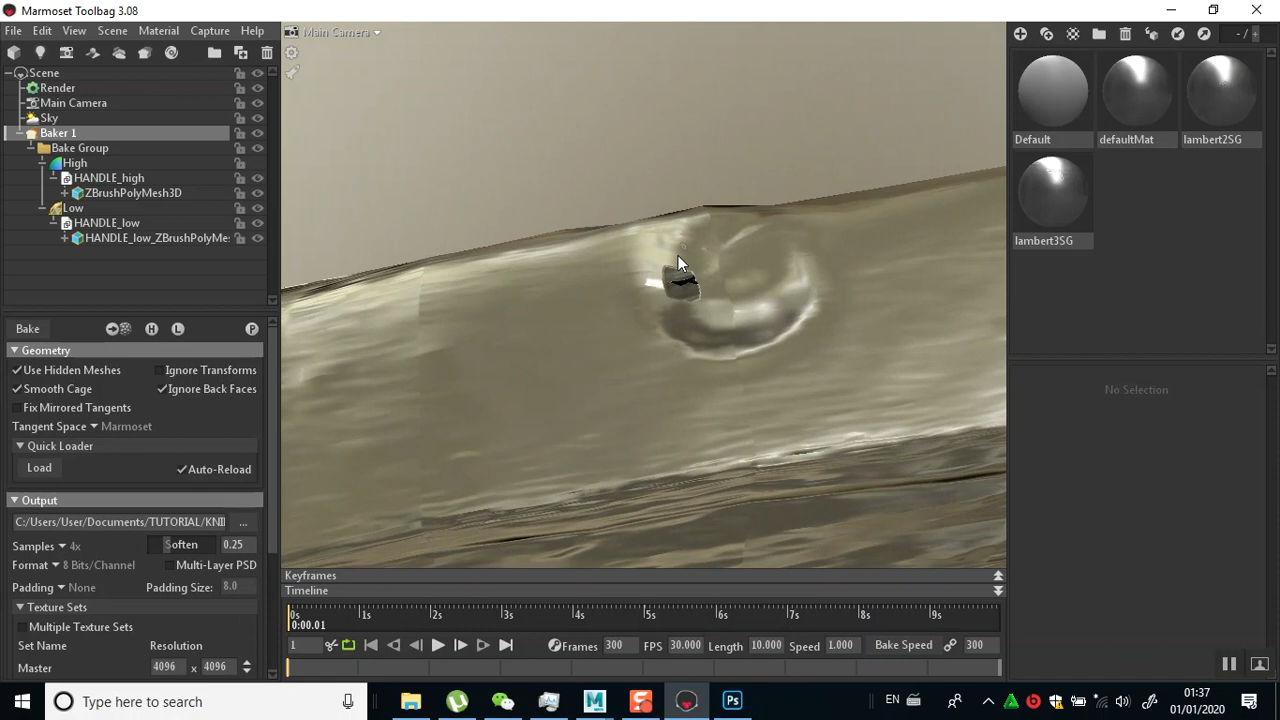 Marmoset Toolbag 3.08
File Edit View Scene Material Capture Help
Main Camera
- /
Scene
Render
Main Camera
Sky
Baker 1
Bake Group
High
HANDLE_high
ZBrushPolyMesh3D
Low
HANDLE_low
HANDLE_low_ZBrushPolyMe
Default defaultMat lambert2SG
lambert3SG
No Selection
Bake H L P
Geometry
Use Hidden Meshes Ignore Transforms
Smooth Cage Ignore Back Faces
Fix Mirrored Tangents
Tangent Space Marmoset
Quick Loader
Load Auto-Reload
Output
C:/Users/User/Documents/TUTORIAL/KNI ...
Samples 4x Soften 0.25
Format 8 Bits/Channel Multi-Layer PSD
Padding None Padding Size: 8.0
Texture Sets
Multiple Texture Sets
Set Name Resolution
Master 4096 x 4096
Keyframes
Timeline
0s 1s 2s 3s 4s 5s 6s 7s 8s 9s
0:00.01
1 Frames 300 FPS 30.000 Length 10.000 Speed 1.000 Bake Speed 300
Type here to search
Ps
EN
01:37
01/01/2020